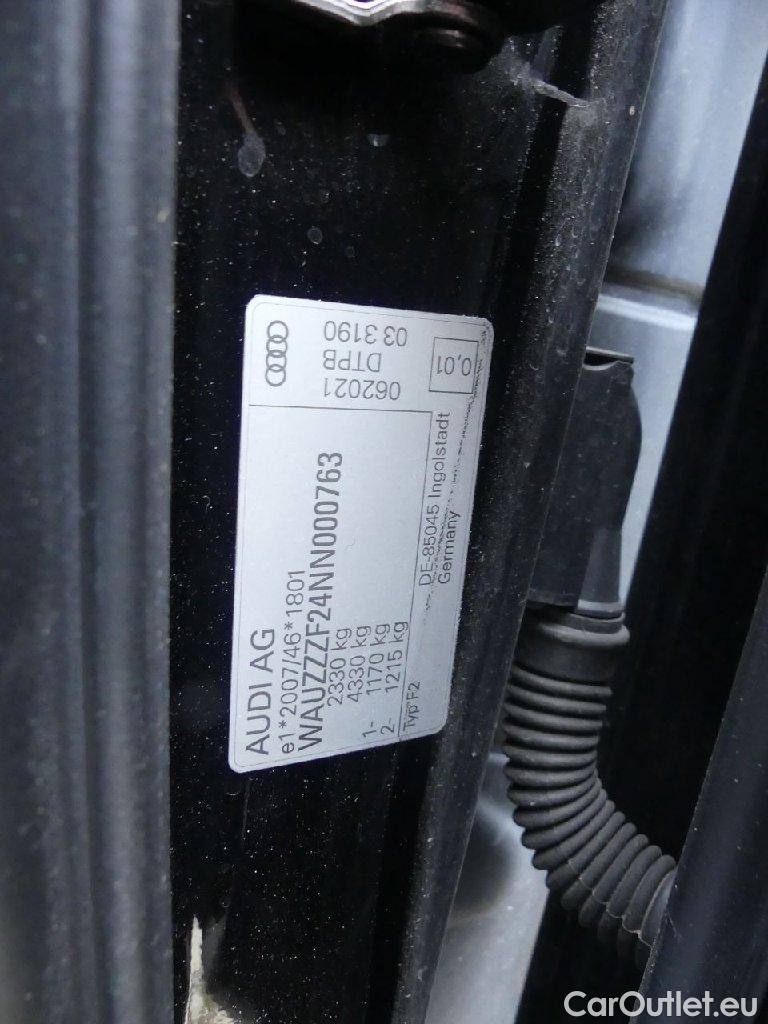 AUDI AG
e1*2007/46*1801
WAUZZZF24NN000763
2330 kg
4330 kg
1- 1170 kg
2- 1215 kg
Typ F2
062021
DTPB
03 3190
0,01
DE-85045 Ingolstadt
Germany
CarOutlet.eu